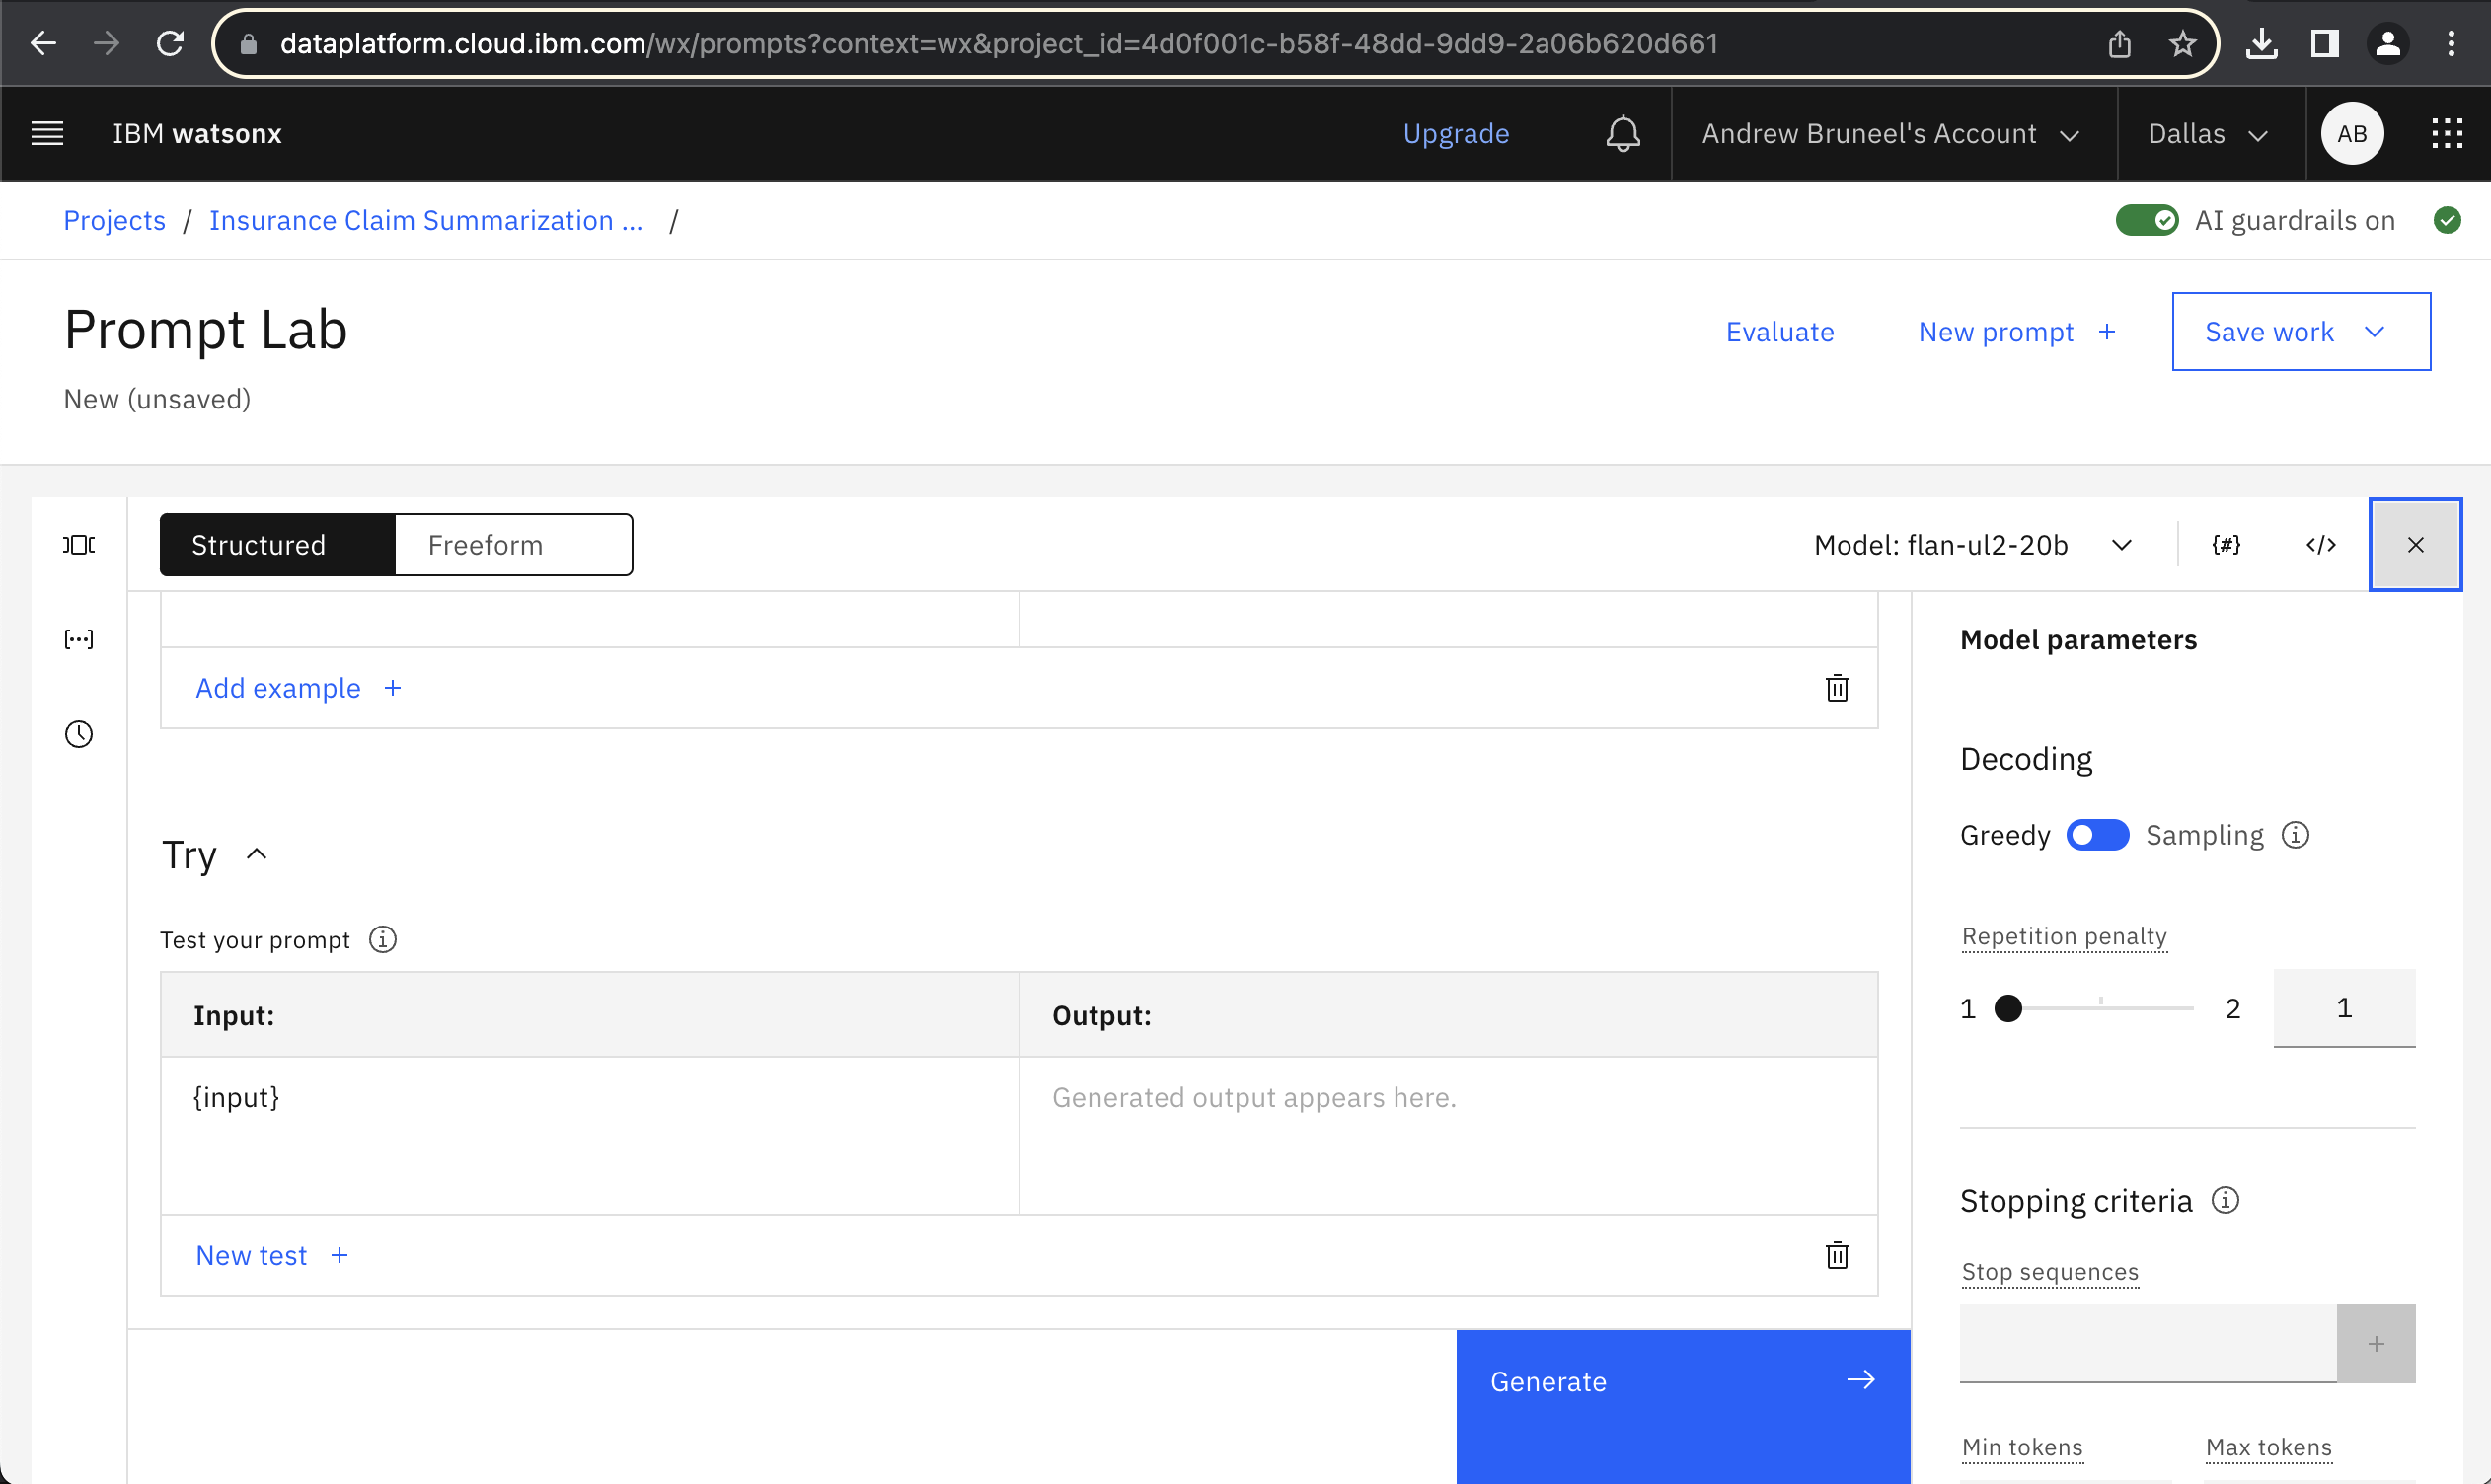 dataplatform.cloud.ibm.com/wx/prompts?context=wx&project_id=4d0f001c-b58f-48dd-9dd9-2a06b620d661
IBM watsonx
Upgrade
Andrew Bruneel's Account
Dallas
AB
Projects / Insurance Claim Summarization ... /
AI guardrails on
Prompt Lab
Evaluate
New prompt +
Save work
New (unsaved)
Structured
Freeform
Model: flan-ul2-20b
{#}
</>
Add example +
Try
Test your prompt
Input:
Output:
{input}
Generated output appears here.
New test +
Generate
Model parameters
Decoding
Greedy
Sampling
Repetition penalty
1
2
1
Stopping criteria
Stop sequences
+
Min tokens
Max tokens